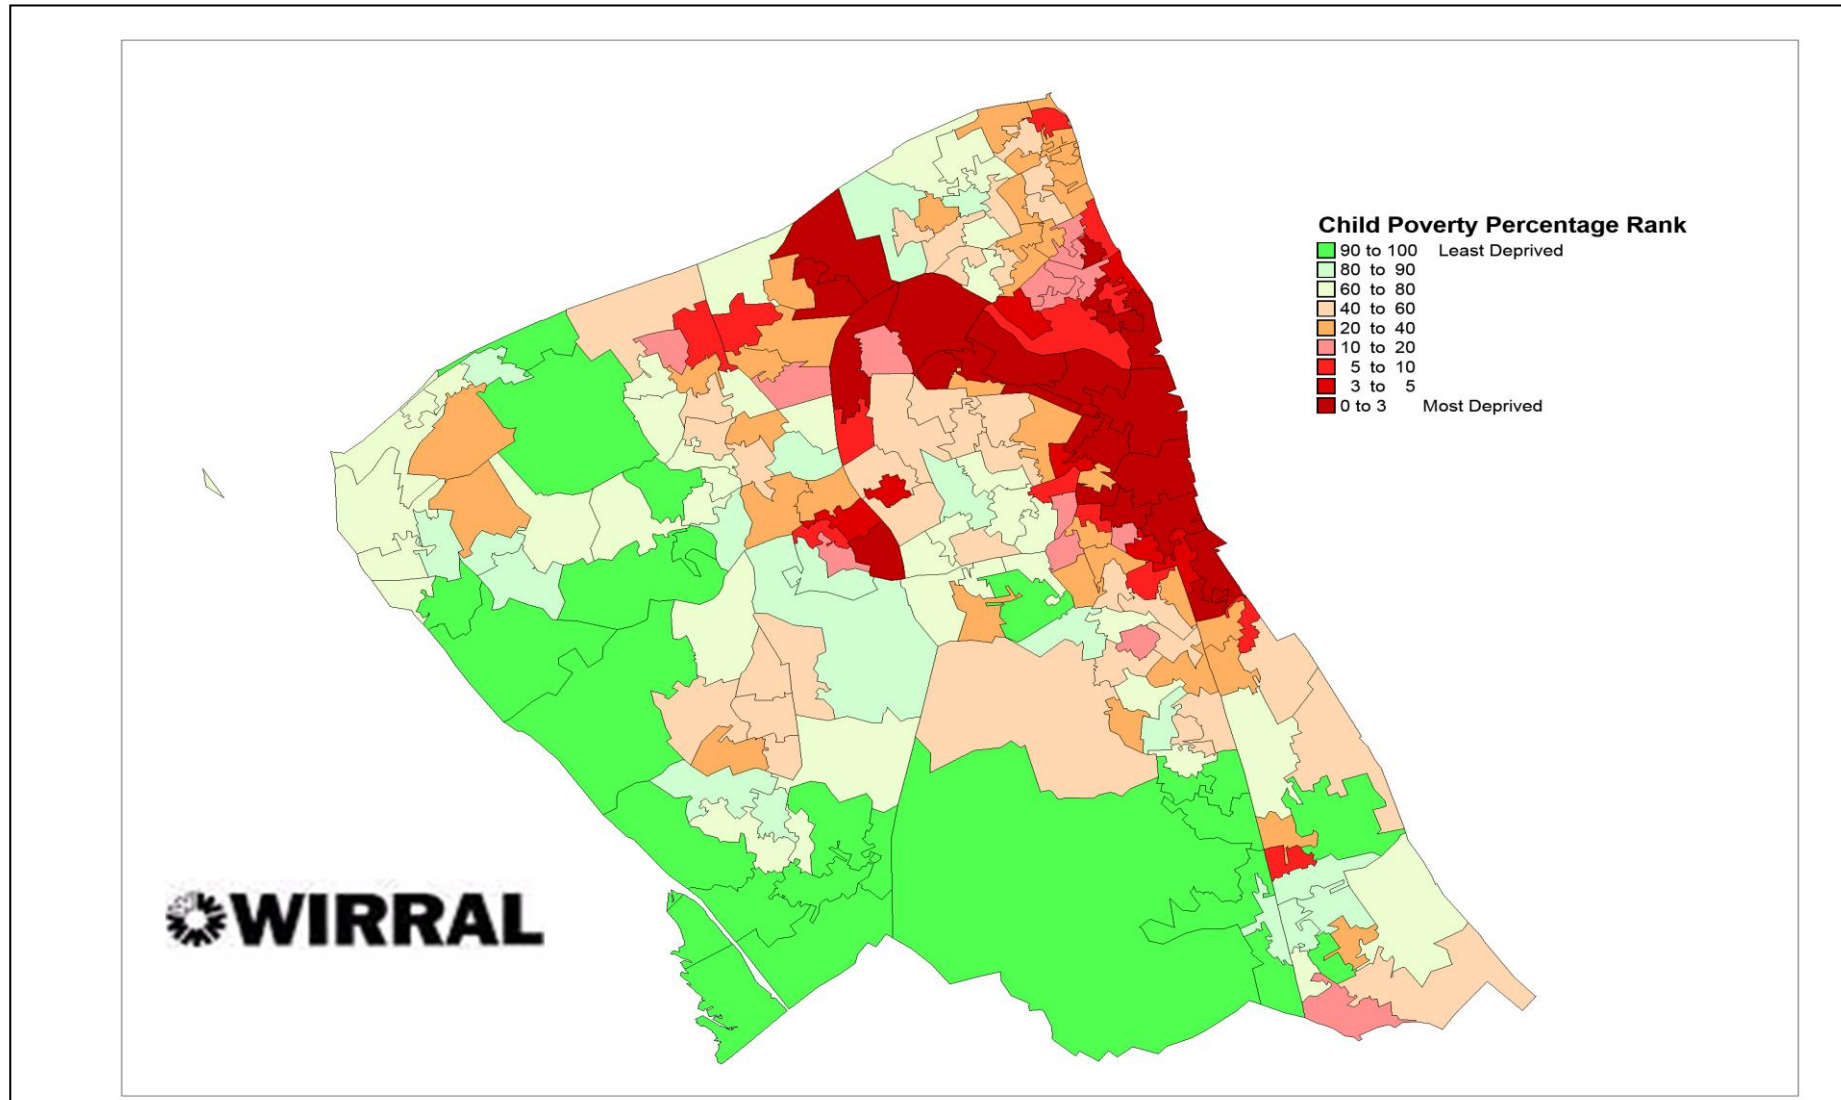 Child Poverty Percentage Rank
90 to 100 Least Deprived
80 to 90
60 to 80
40 to 60
20 to 40
10 to 20
5 to 10
3 to 5
0 to 3 Most Deprived
WIRRAL